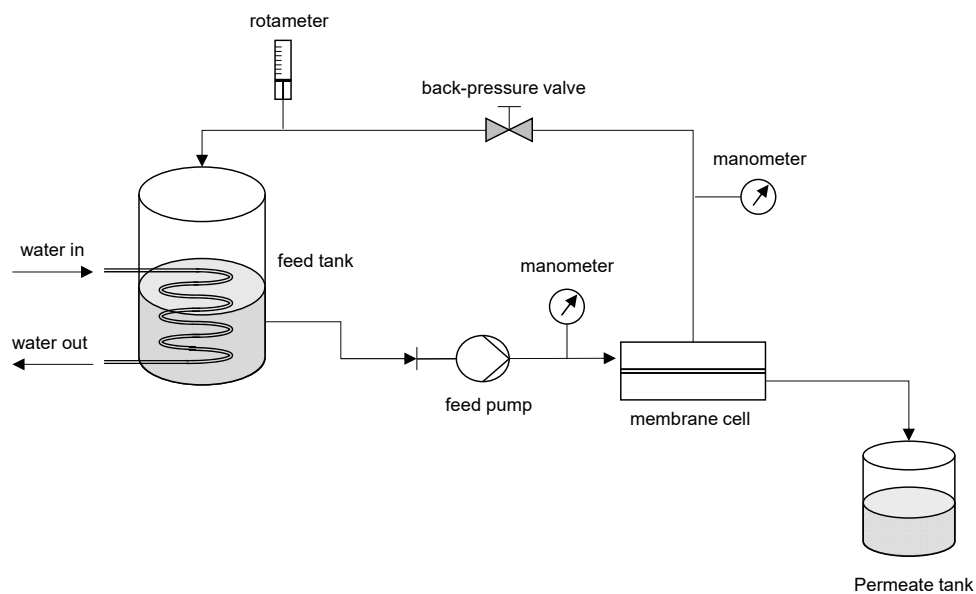 rotameter
back-pressure valve
manometer
water in
feed tank
manometer
water out
feed pump
membrane cell
Permeate tank